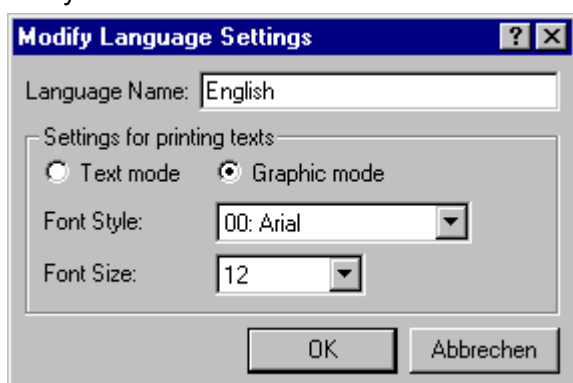 Modify Language Settings
Language Name: English
Settings for printing texts
Text mode Graphic mode
Font Style: 00: Arial
Font Size: 12
OK Abbrechen